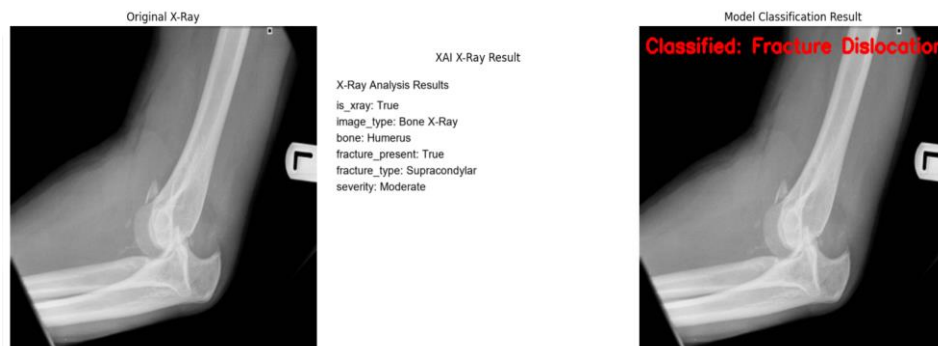 Original X-Ray
XAI X-Ray Result
X-Ray Analysis Results
is_xray: True
image_type: Bone X-Ray
bone: Humerus
fracture_present: True
fracture_type: Supracondylar
severity: Moderate
L
Model Classification Result
Classified: Fracture Dislocation
L